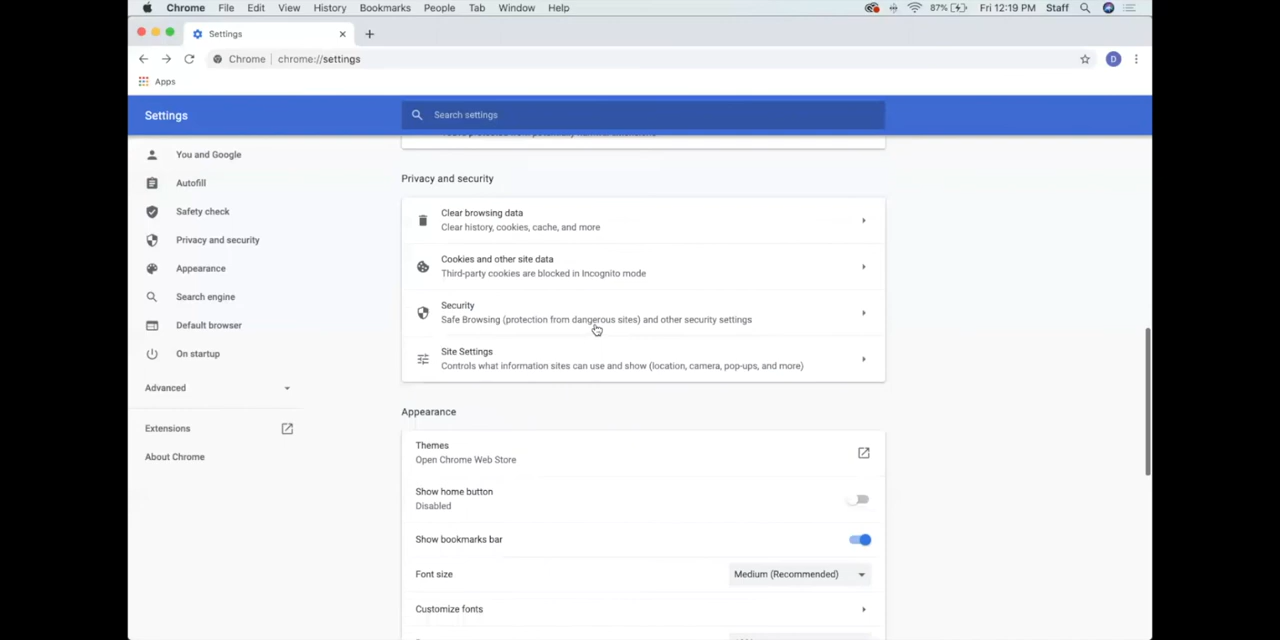 Chrome File Edit View History Bookmarks People Tab Window Help 87% Fri 12:19 PM Staff
Settings
Chrome chrome://settings D
Apps
Settings
Search settings
You and Google
Autofill
Safety check
Privacy and security
Appearance
Search engine
Default browser
On startup
Advanced
Extensions
About Chrome
Privacy and security
Clear browsing data
Clear history, cookies, cache, and more
Cookies and other site data
Third-party cookies are blocked in Incognito mode
Security
Safe Browsing (protection from dangerous sites) and other security settings
Site Settings
Controls what information sites can use and show (location, camera, pop-ups, and more)
Appearance
Themes
Open Chrome Web Store
Show home button
Disabled
Show bookmarks bar
Font size Medium (Recommended)
Customize fonts